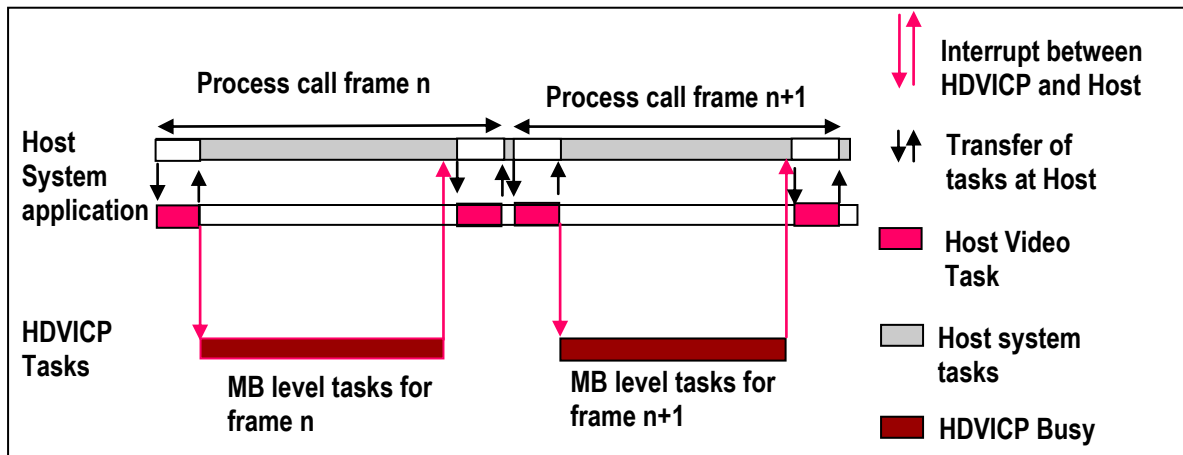 Process call frame n
Process call frame n+1
Host
System
application
HDVICP
Tasks
MB level tasks for
frame n
MB level tasks for
frame n+1
Interrupt between
HDVICP and Host
Transfer of
tasks at Host
Host Video
Task
Host system
tasks
HDVICP Busy